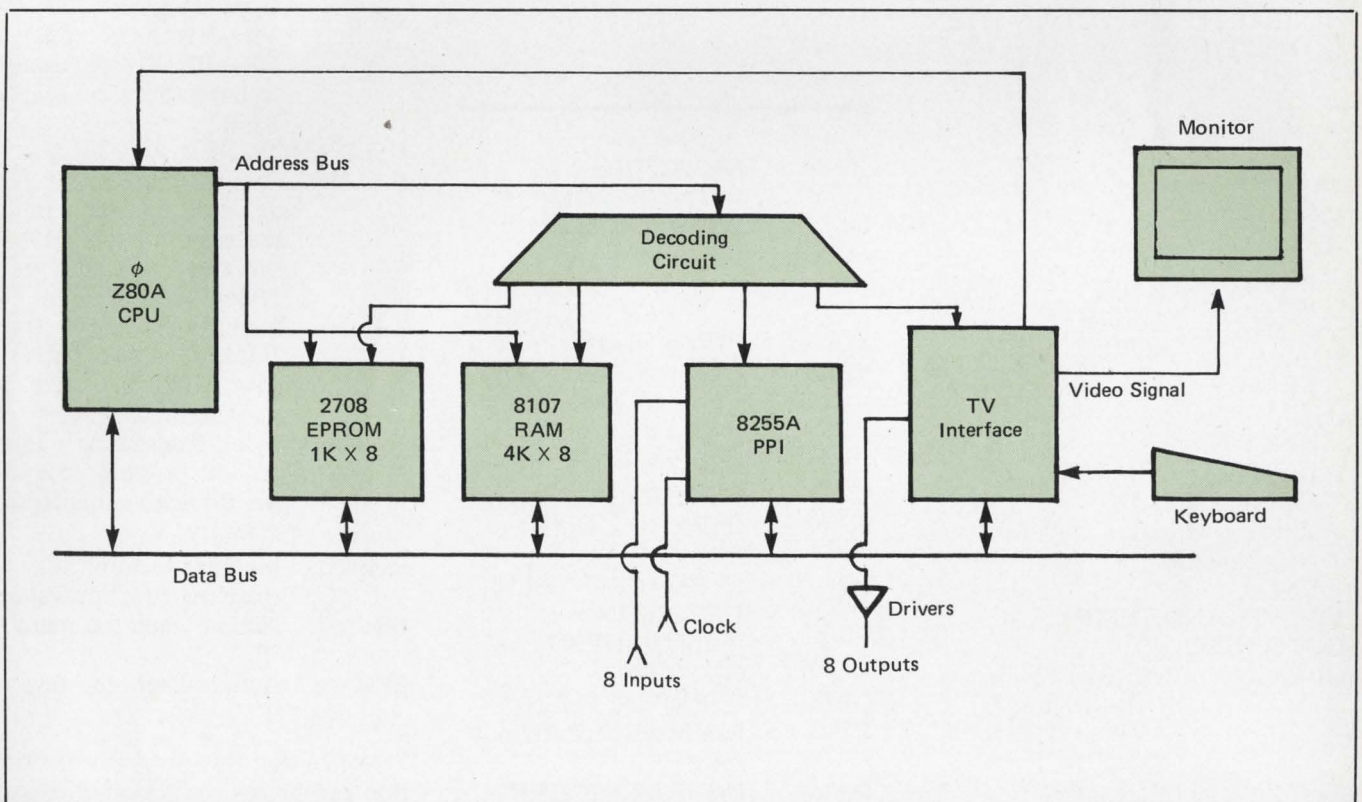 Monitor
Address Bus
Decoding
Circuit
φ
Z80A
CPU
Video Signal
2708
EPROM
1K X 8
8107
RAM
4K X 8
8255A
PPI
TV
Interface
Keyboard
Data Bus
Clock
Drivers
8 Inputs
8 Outputs